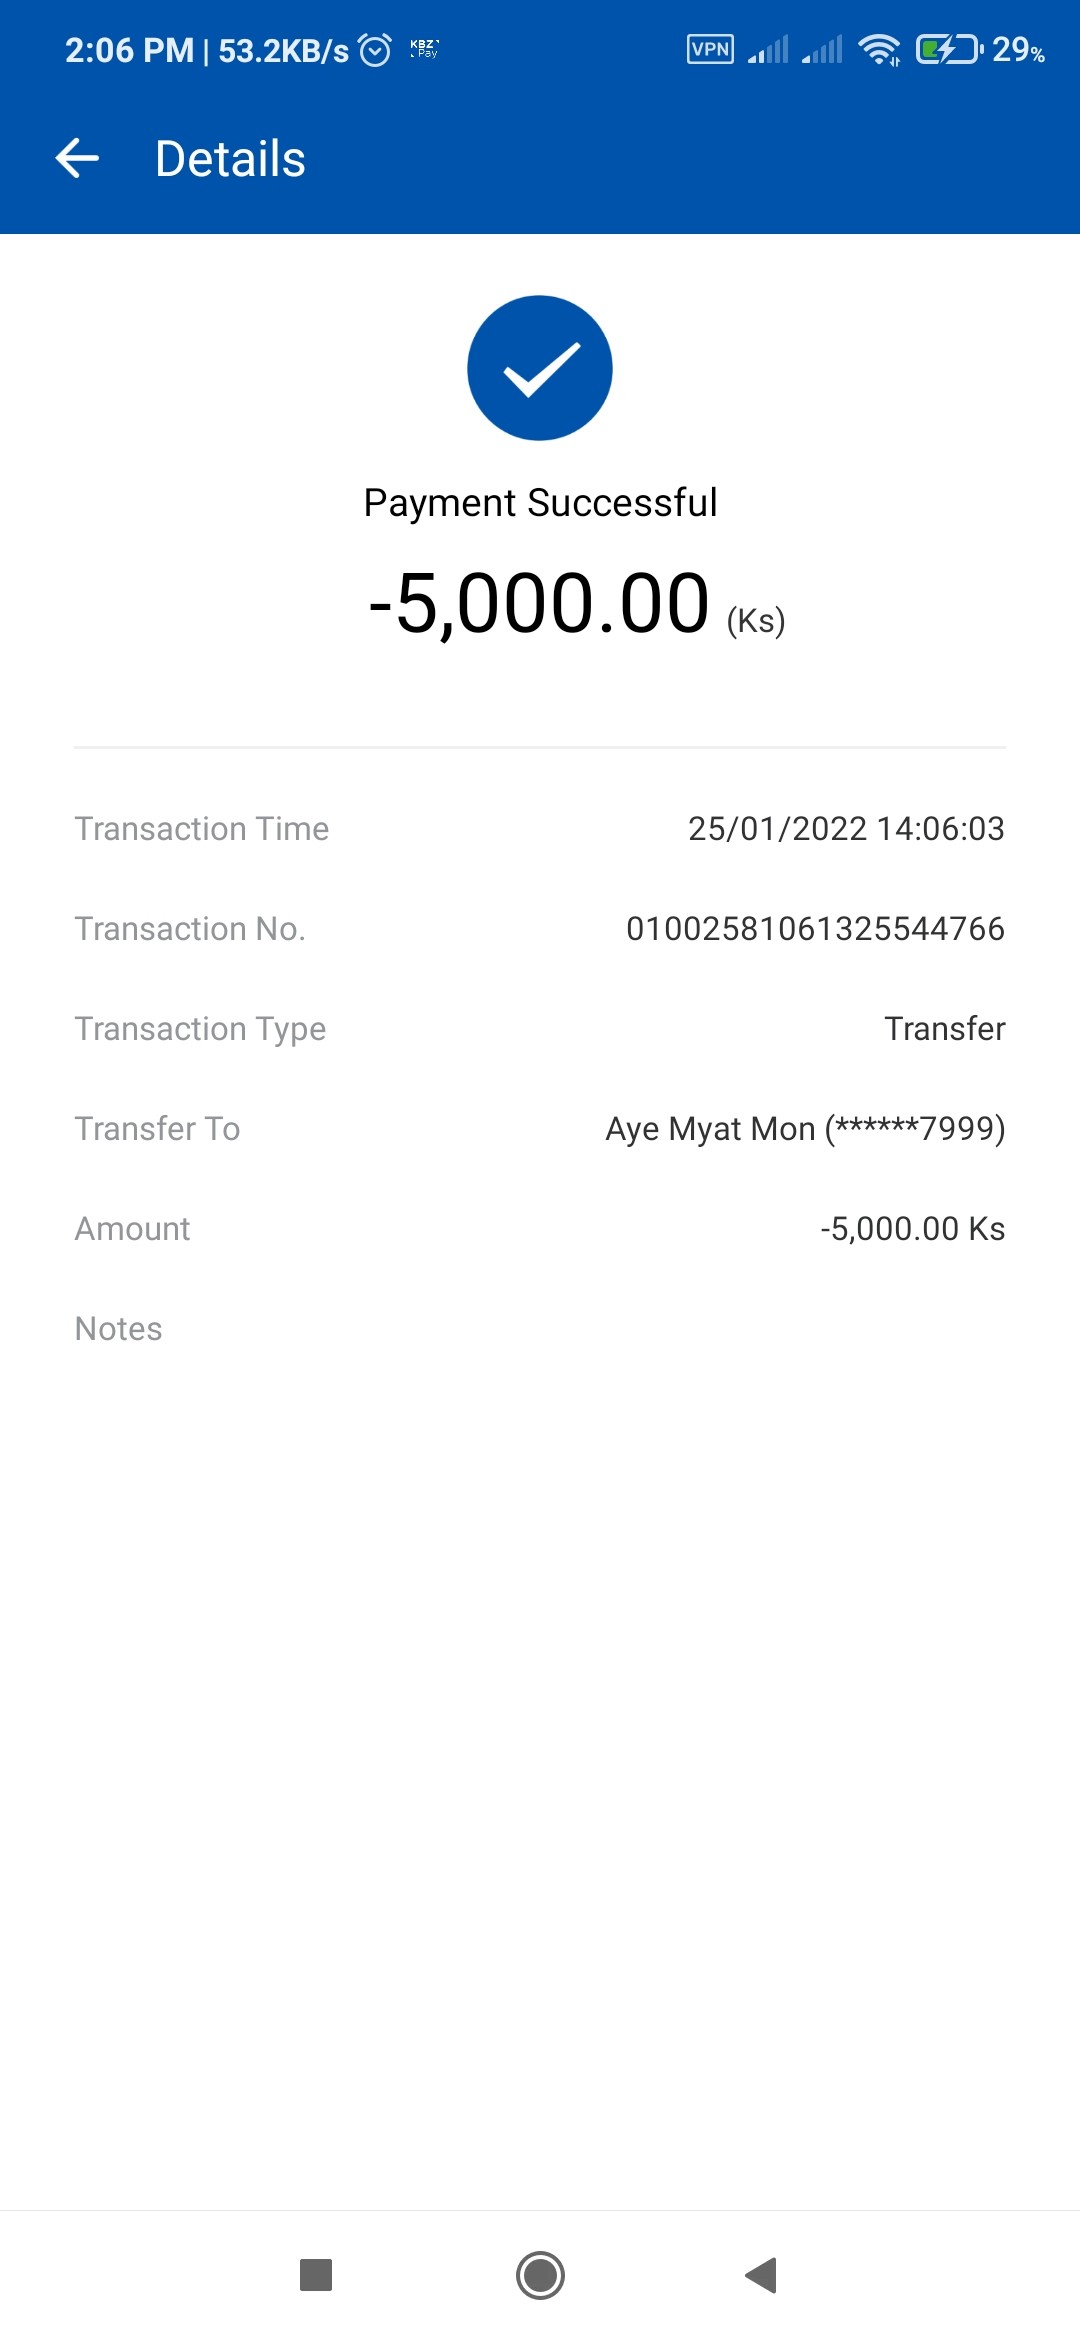 2:06 PM | 53.2KB/s KBZ Pay VPN 29%
Details
Payment Successful
-5,000.00 (Ks)
Transaction Time 25/01/2022 14:06:03
Transaction No. 01002581061325544766
Transaction Type Transfer
Transfer To Aye Myat Mon (******7999)
Amount -5,000.00 Ks
Notes